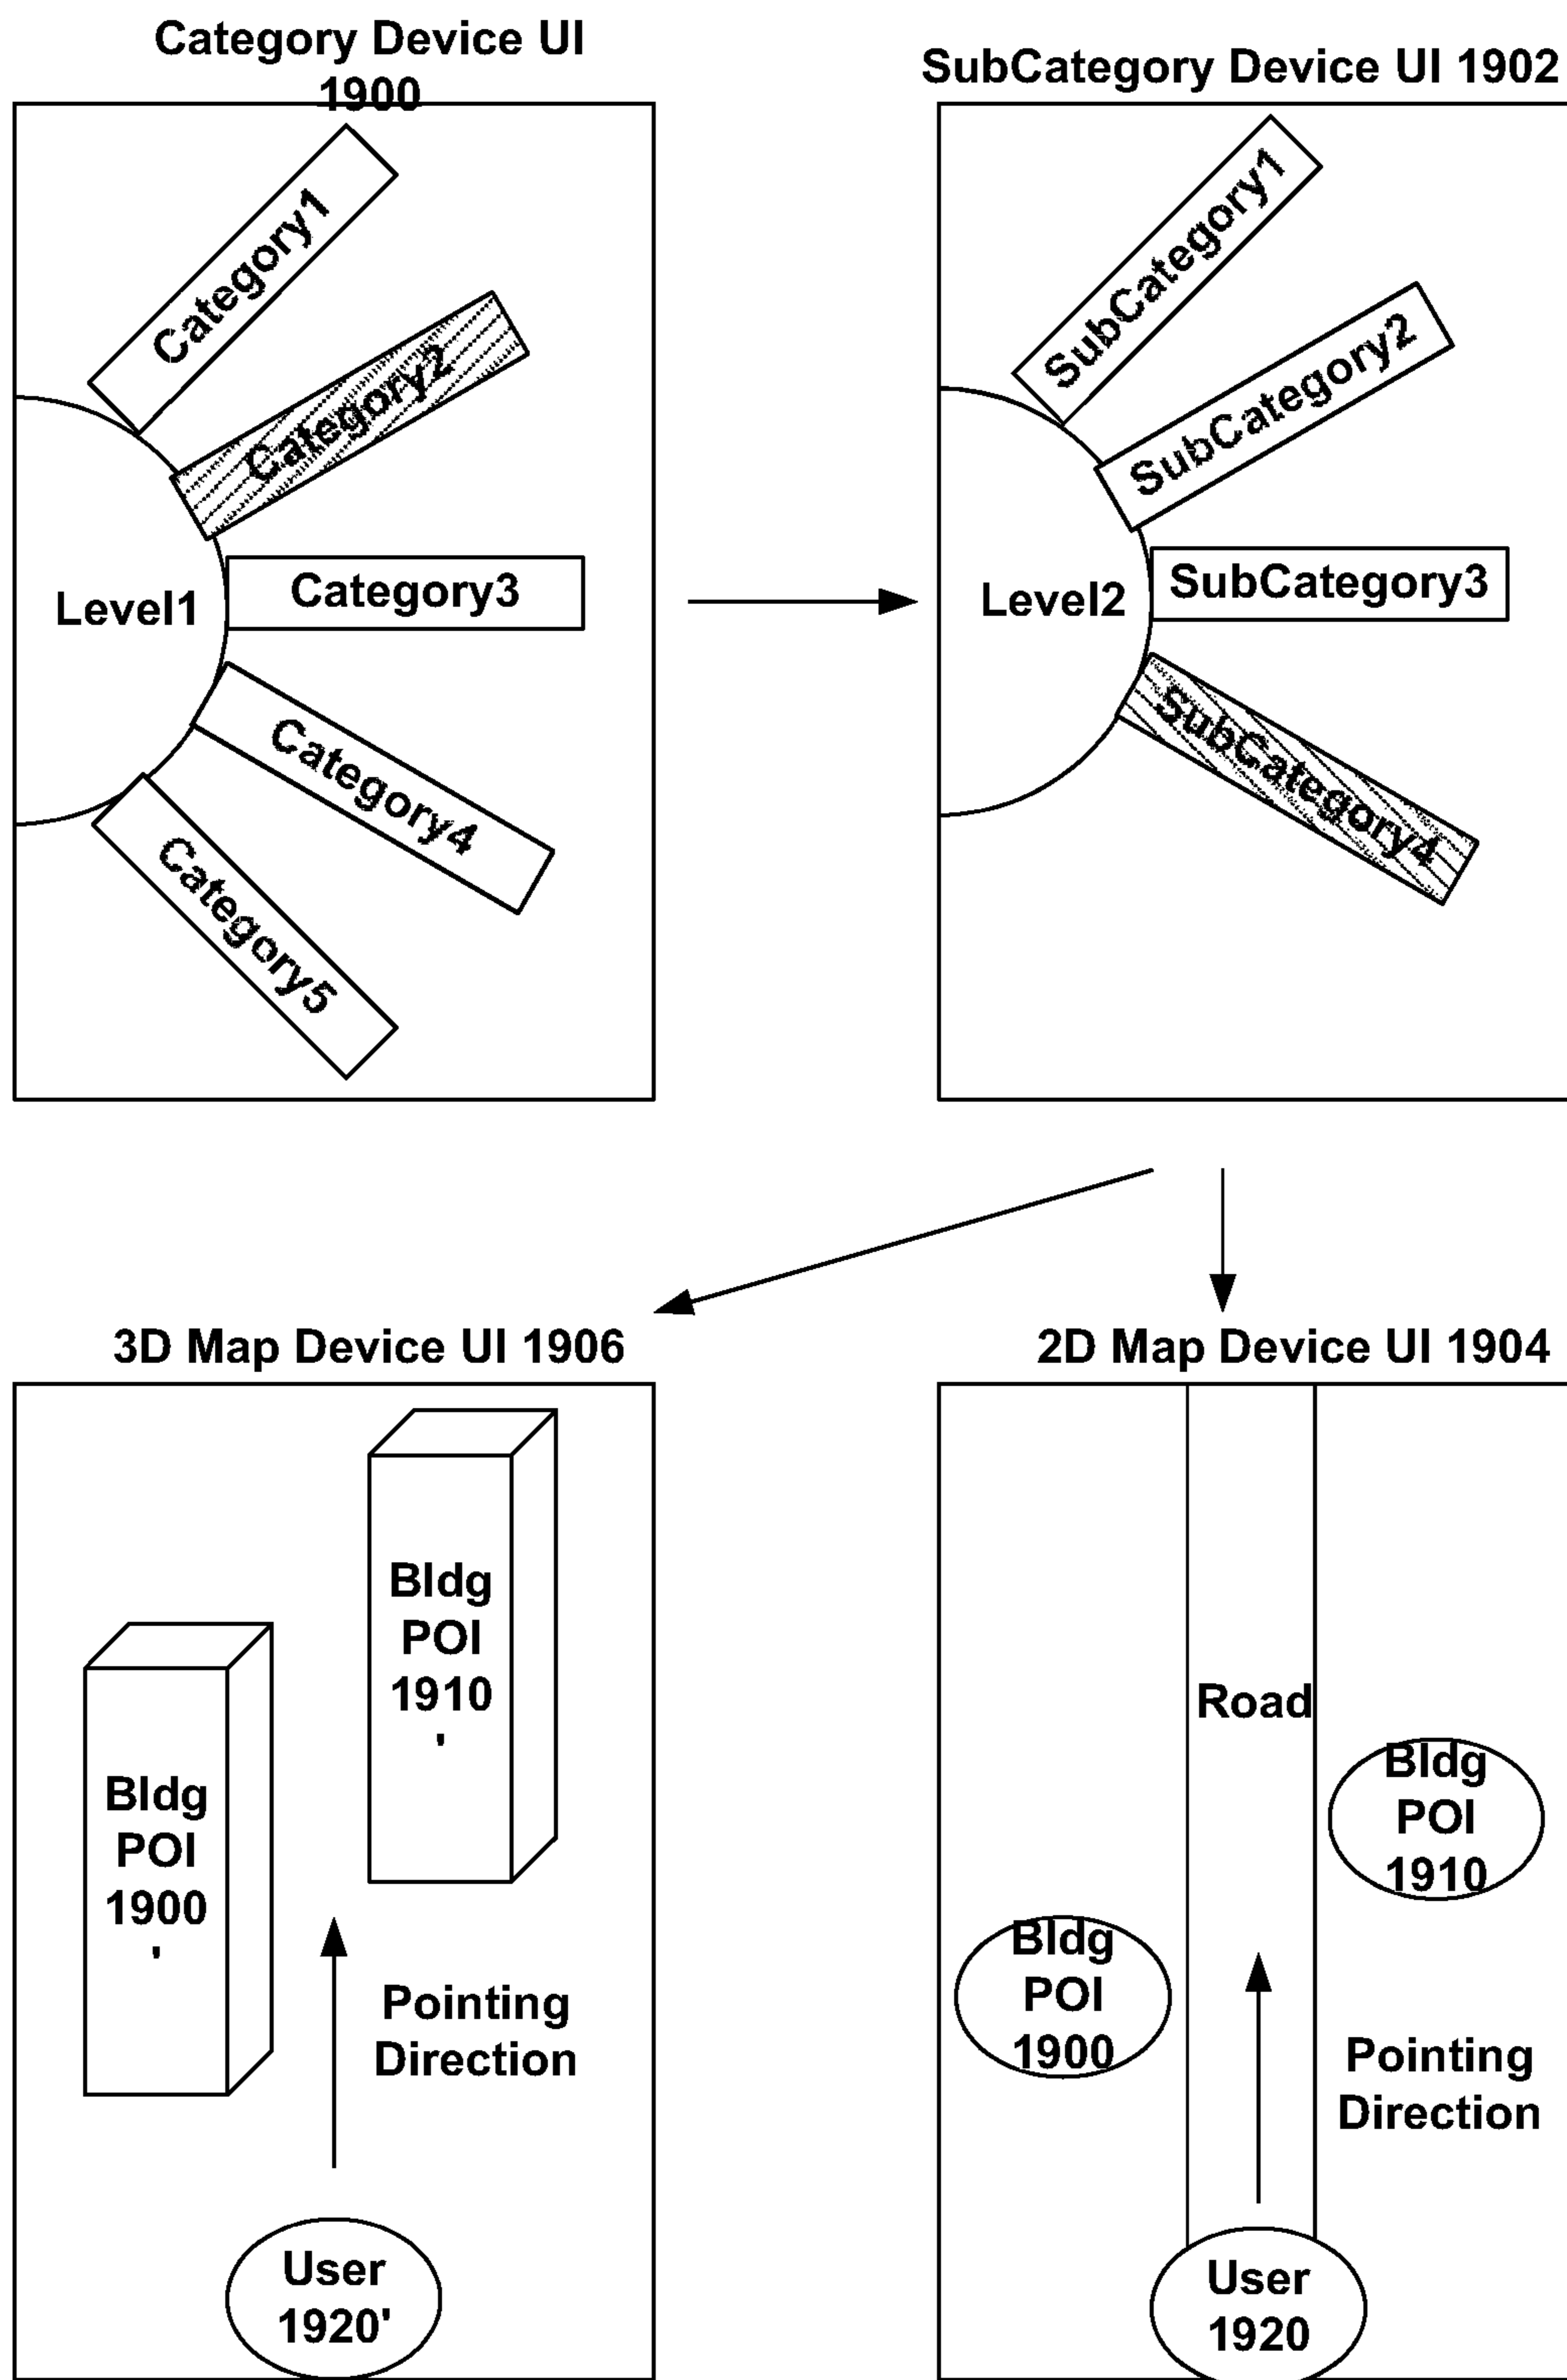 Category Device UI
1900
SubCategory Device UI 1902
Category1
Category2
Category3
Category4
Category5
Level1
SubCategory1
SubCategory2
SubCategory3
SubCategory4
Level2
3D Map Device UI 1906
2D Map Device UI 1904
Bldg
POI
1910
'
Bldg
POI
1900
'
Pointing
Direction
User
1920'
Road
Bldg
POI
1910
Bldg
POI
1900
Pointing
Direction
User
1920